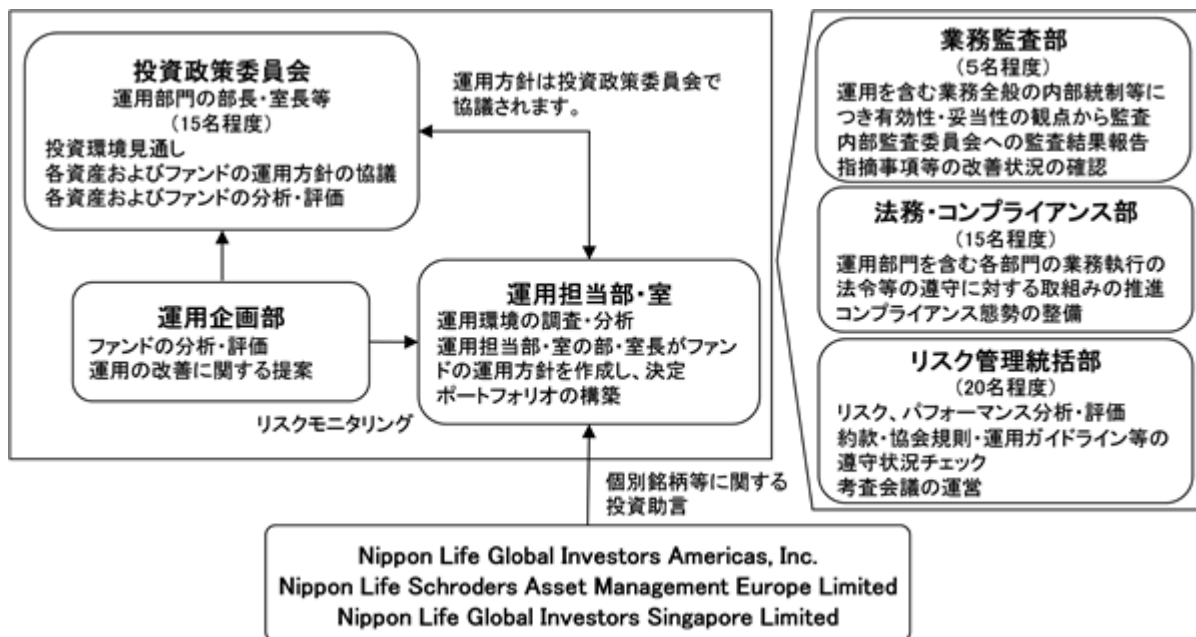 投資政策委員会
運用部門の部長・室長等
(15名程度)
投資環境見通し
各資産およびファンドの運用方針の協議
各資産およびファンドの分析・評価
運用方針は投資政策委員会で
協議されます。
運用企画部
ファンドの分析・評価
運用の改善に関する提案
リスクモニタリング
運用担当部・室
運用環境の調査・分析
運用担当部・室の部・室長がファン
ドの運用方針を作成し、決定
ポートフォリオの構築
個別銘柄等に関する
投資助言
Nippon Life Global Investors Americas, Inc.
Nippon Life Schroders Asset Management Europe Limited
Nippon Life Global Investors Singapore Limited
業務監査部
(5名程度)
運用を含む業務全般の内部統制等に
つき有効性・妥当性の観点から監査
内部監査委員会への監査結果報告
指摘事項等の改善状況の確認
法務・コンプライアンス部
(15名程度)
運用部門を含む各部門の業務執行の
法令等の遵守に対する取組みの推進
コンプライアンス態勢の整備
リスク管理統括部
(20名程度)
リスク、パフォーマンス分析・評価
約款・協会規則・運用ガイドライン等の
遵守状況チェック
考査会議の運営